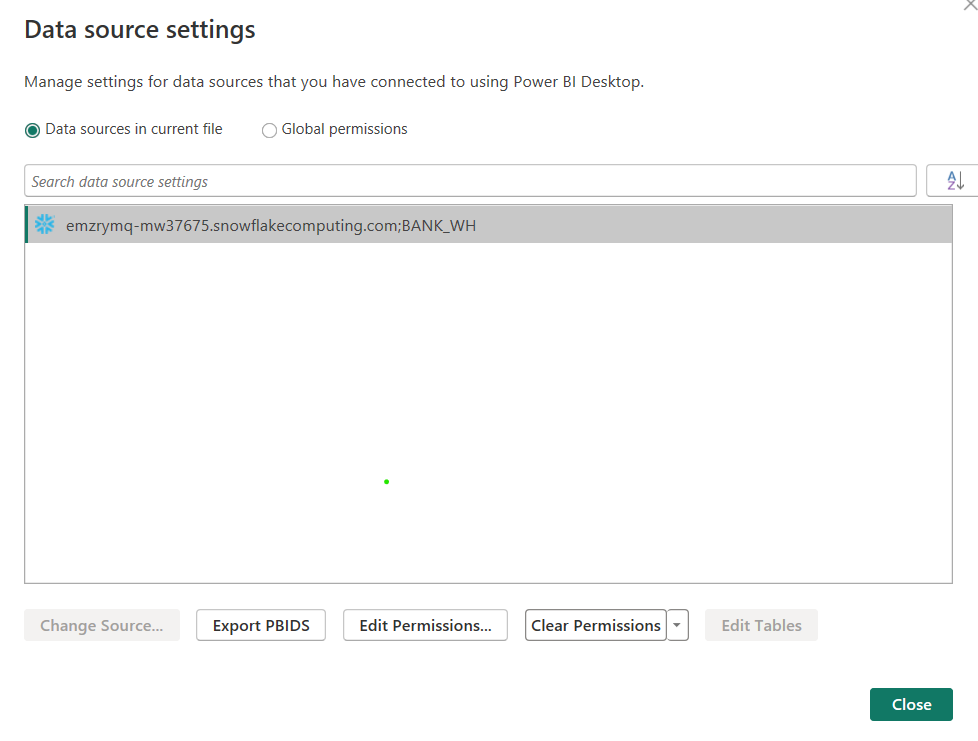 Data source settings
Manage settings for data sources that you have connected to using Power BI Desktop.
Data sources in current file Global permissions
Search data source settings
A
Z
emzrymq-mw37675.snowflakecomputing.com;BANK_WH
Change Source... Export PBIDS Edit Permissions... Clear Permissions Edit Tables
Close